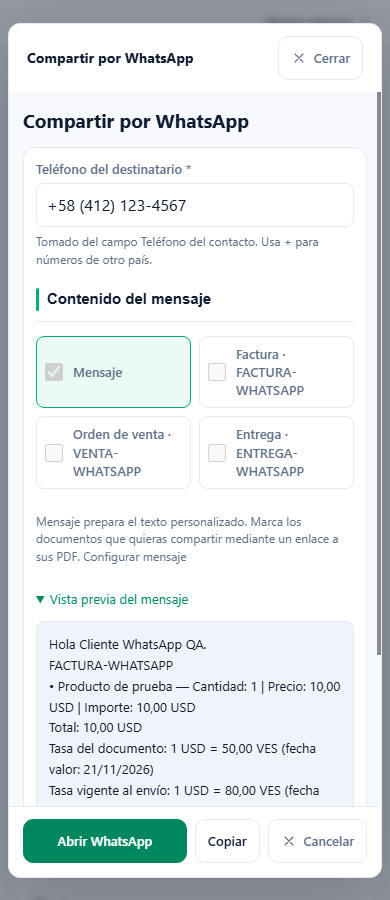 Compartir por WhatsApp
Cerrar
Compartir por WhatsApp
Teléfono del destinatario *
+58 (412) 123-4567
Tomado del campo Teléfono del contacto. Usa + para
números de otro país.
Contenido del mensaje
Mensaje
Factura ·
FACTURA-
WHATSAPP
Orden de venta ·
VENTA-
WHATSAPP
Entrega ·
ENTREGA-
WHATSAPP
Mensaje prepara el texto personalizado. Marca los
documentos que quieras compartir mediante un enlace a
sus PDF. Configurar mensaje
▼ Vista previa del mensaje
Hola Cliente WhatsApp QA.
FACTURA-WHATSAPP
• Producto de prueba — Cantidad: 1 | Precio: 10,00
USD | Importe: 10,00 USD
Total: 10,00 USD
Tasa del documento: 1 USD = 50,00 VES (fecha
valor: 21/11/2026)
Tasa vigente al envío: 1 USD = 80,00 VES (fecha
Abrir WhatsApp
Copiar
Cancelar